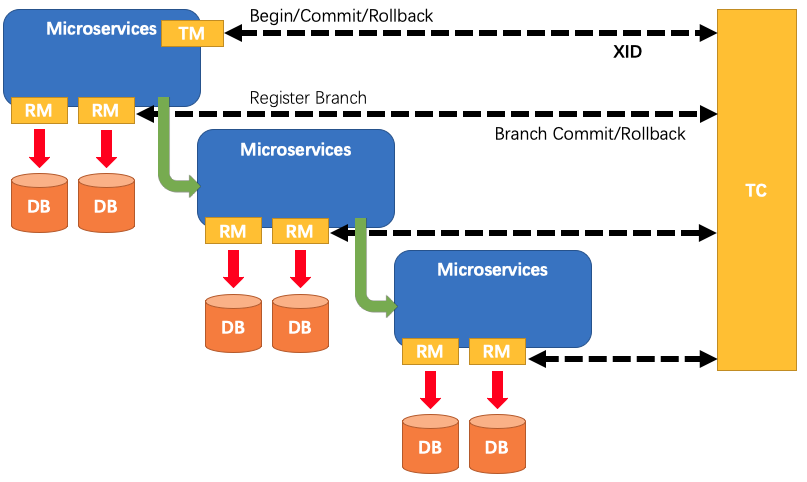 Begin/Commit/Rollback
Microservices
TM
XID
RM
RM
Register Branch
Branch Commit/Rollback
Microservices
TC
DB
DB
RM
RM
Microservices
DB
DB
RM
RM
DB
DB